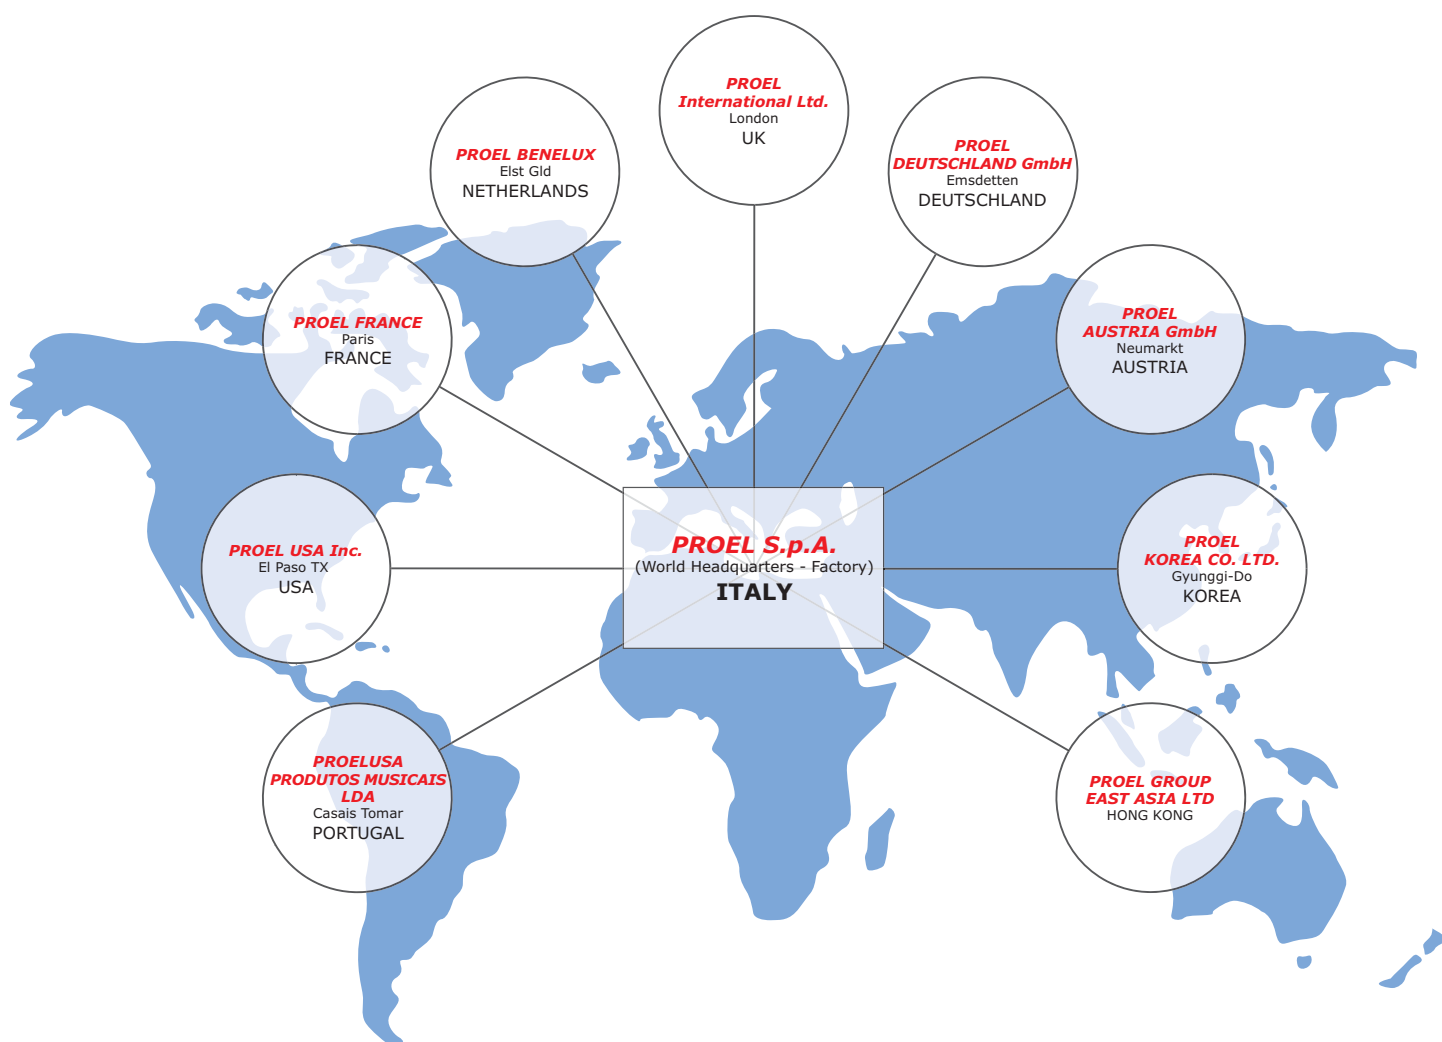 PROEL
International Ltd.
London
UK
PROEL BENELUX
Elst Gld
NETHERLANDS
PROEL
DEUTSCHLAND GmbH
Emsdetten
DEUTSCHLAND
PROEL FRANCE
Paris
FRANCE
PROEL
AUSTRIA GmbH
Neumarkt
AUSTRIA
PROEL USA Inc.
El Paso TX
USA
PROEL S.p.A.
(World Headquarters - Factory)
ITALY
PROEL
KOREA CO. LTD.
Gyunggi-Do
KOREA
PROELUSA
PRODUTOS MUSICAIS
LDA
Casais Tomar
PORTUGAL
PROEL GROUP
EAST ASIA LTD
HONG KONG